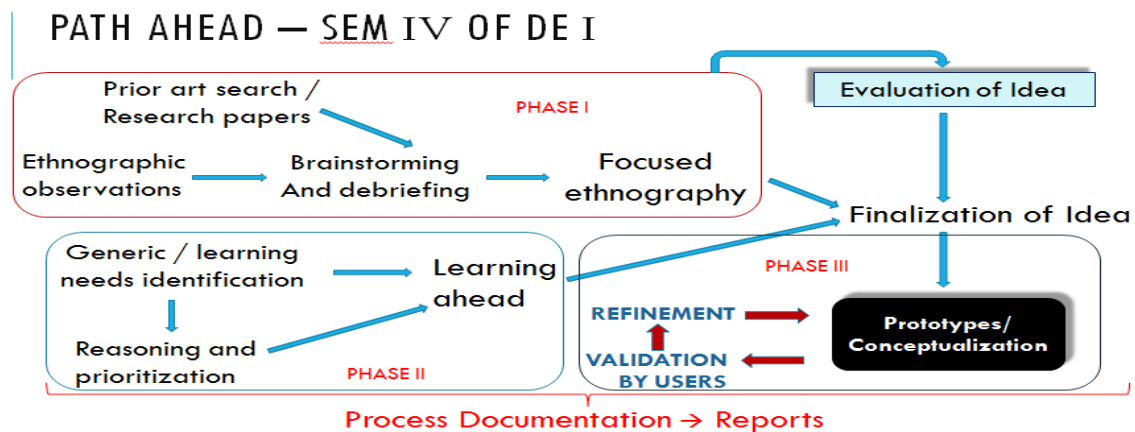 PATH AHEAD – SEM IV OF DE I
Prior art search /
Research papers
PHASE I
Evaluation of Idea
Ethnographic
observations
Brainstorming
And debriefing
Focused
ethnography
Finalization of Idea
Generic / learning
needs identification
Learning
ahead
Reasoning and
prioritization
PHASE II
PHASE III
REFINEMENT
VALIDATION
BY USERS
Prototypes/
Conceptualization
Process Documentation → Reports